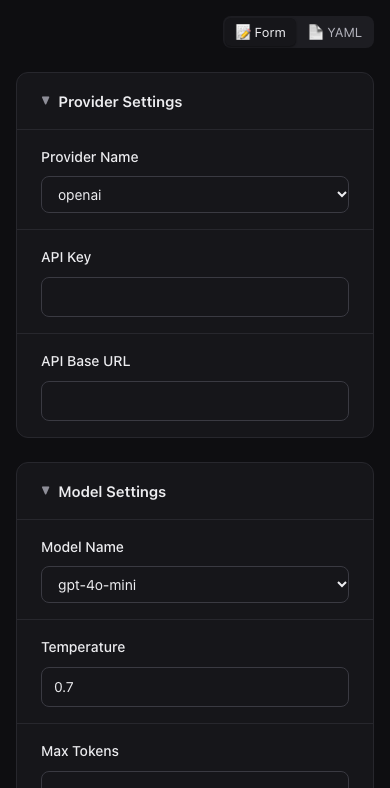 Form YAML
Provider Settings
Provider Name
openai
API Key
API Base URL
Model Settings
Model Name
gpt-4o-mini
Temperature
0.7
Max Tokens